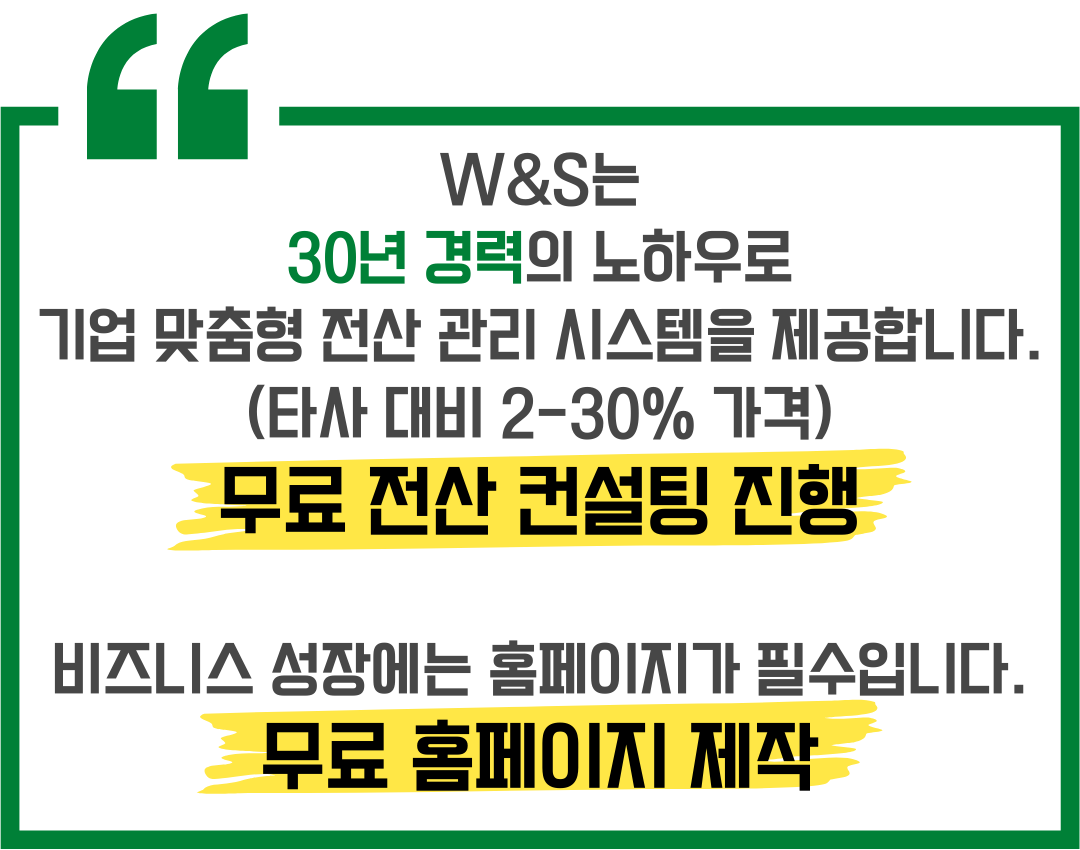 W&S는
30년 경력의 노하우로
기업 맞춤형 전산 관리 시스템을 제공합니다.
(타사 대비 2-30% 가격)
무료 전산 컨설팅 진행
비즈니스 성장에는 홈페이지가 필수입니다.
무료 홈페이지 제작